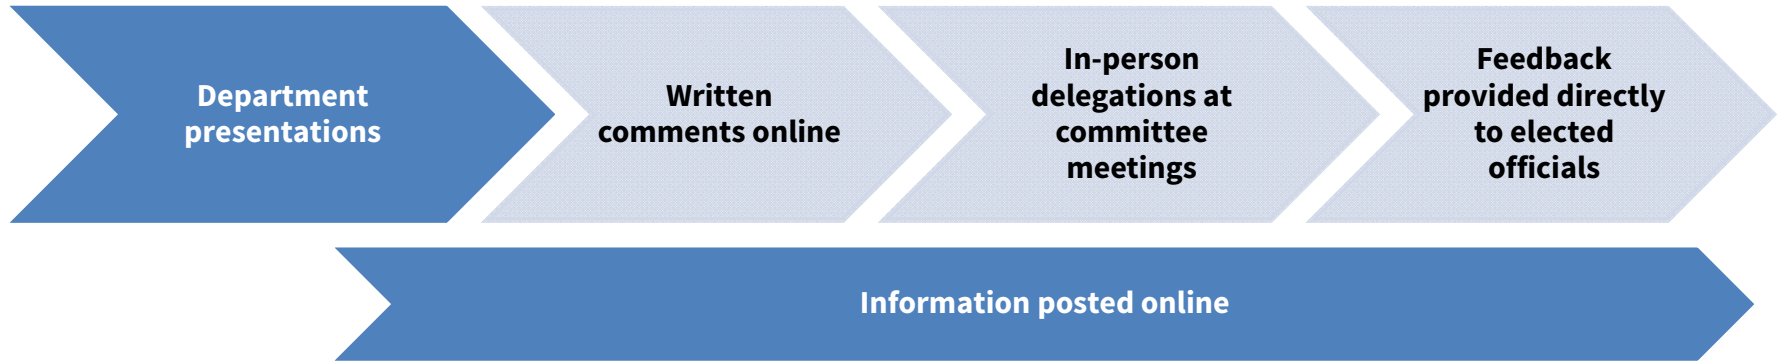 Department
presentations
Written
comments online
In-person
delegations at
committee
meetings
Feedback
provided directly
to elected
officials
Information posted online